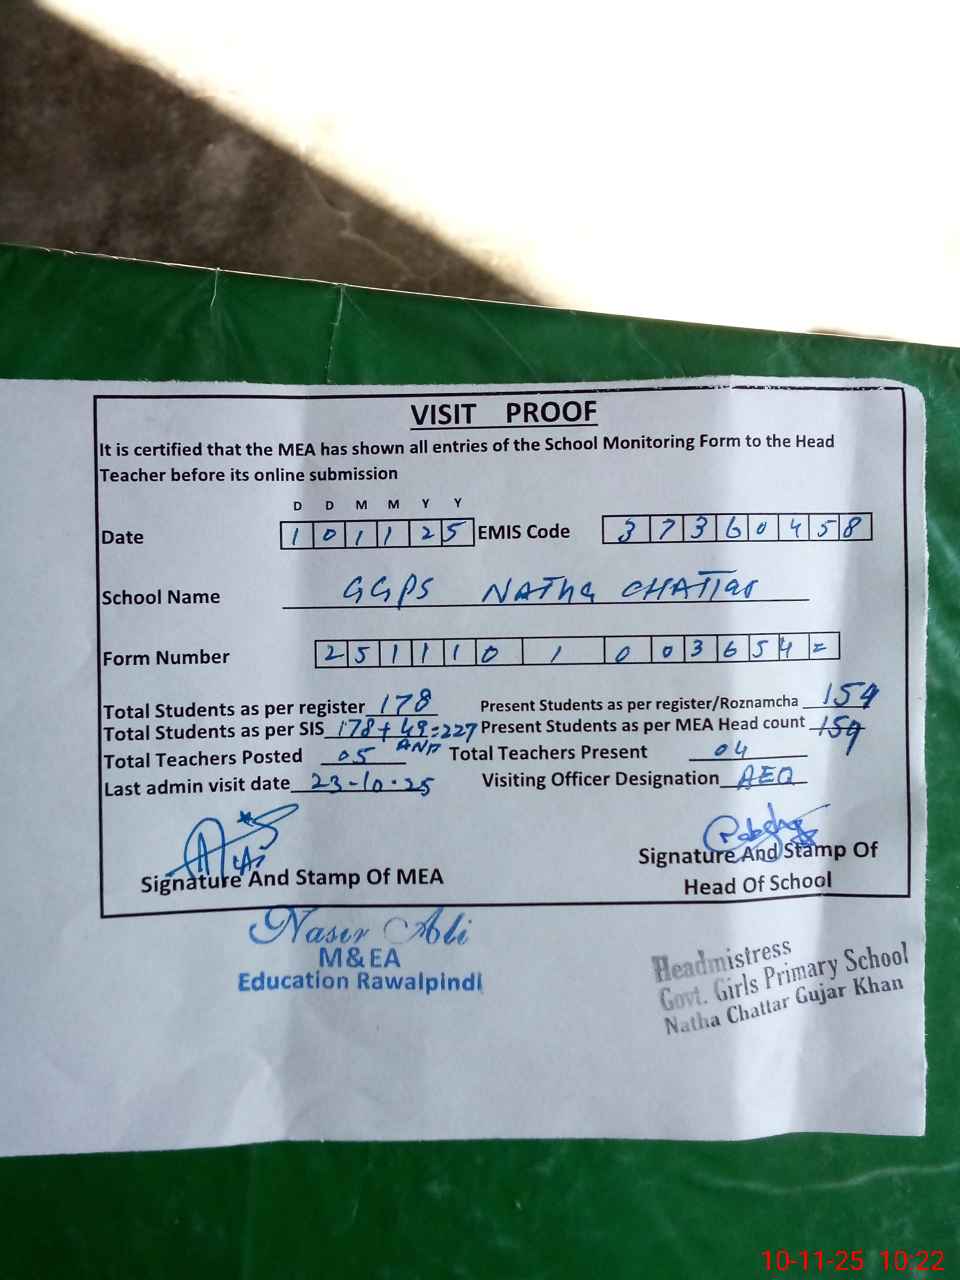 VISIT PROOF
It is certified that the MEA has shown all entries of the School Monitoring Form to the Head
Teacher before its online submission
D D M M Y Y
Date 1 0 1 1 2 5 EMIS Code 3 7 3 6 0 4 5 8
School Name GGPS NATHA CHATTAR
Form Number 2 5 1 1 1 0 1 0 0 3 6 5 4 =
Total Students as per register 178 Present Students as per register/Roznamcha 159
Total Students as per SIS 178+49=227 Present Students as per MEA Head count 159
Total Teachers Posted 05 Total Teachers Present 04
Last admin visit date 23-10-25 Visiting Officer Designation AEO
Signature And Stamp Of MEA
Signature And Stamp Of
Head Of School
Nasir Ali
M&EA
Education Rawalpindi
Headmistress
Govt. Girls Primary School
Natha Chattar Gujar Khan
10-11-25 10:22